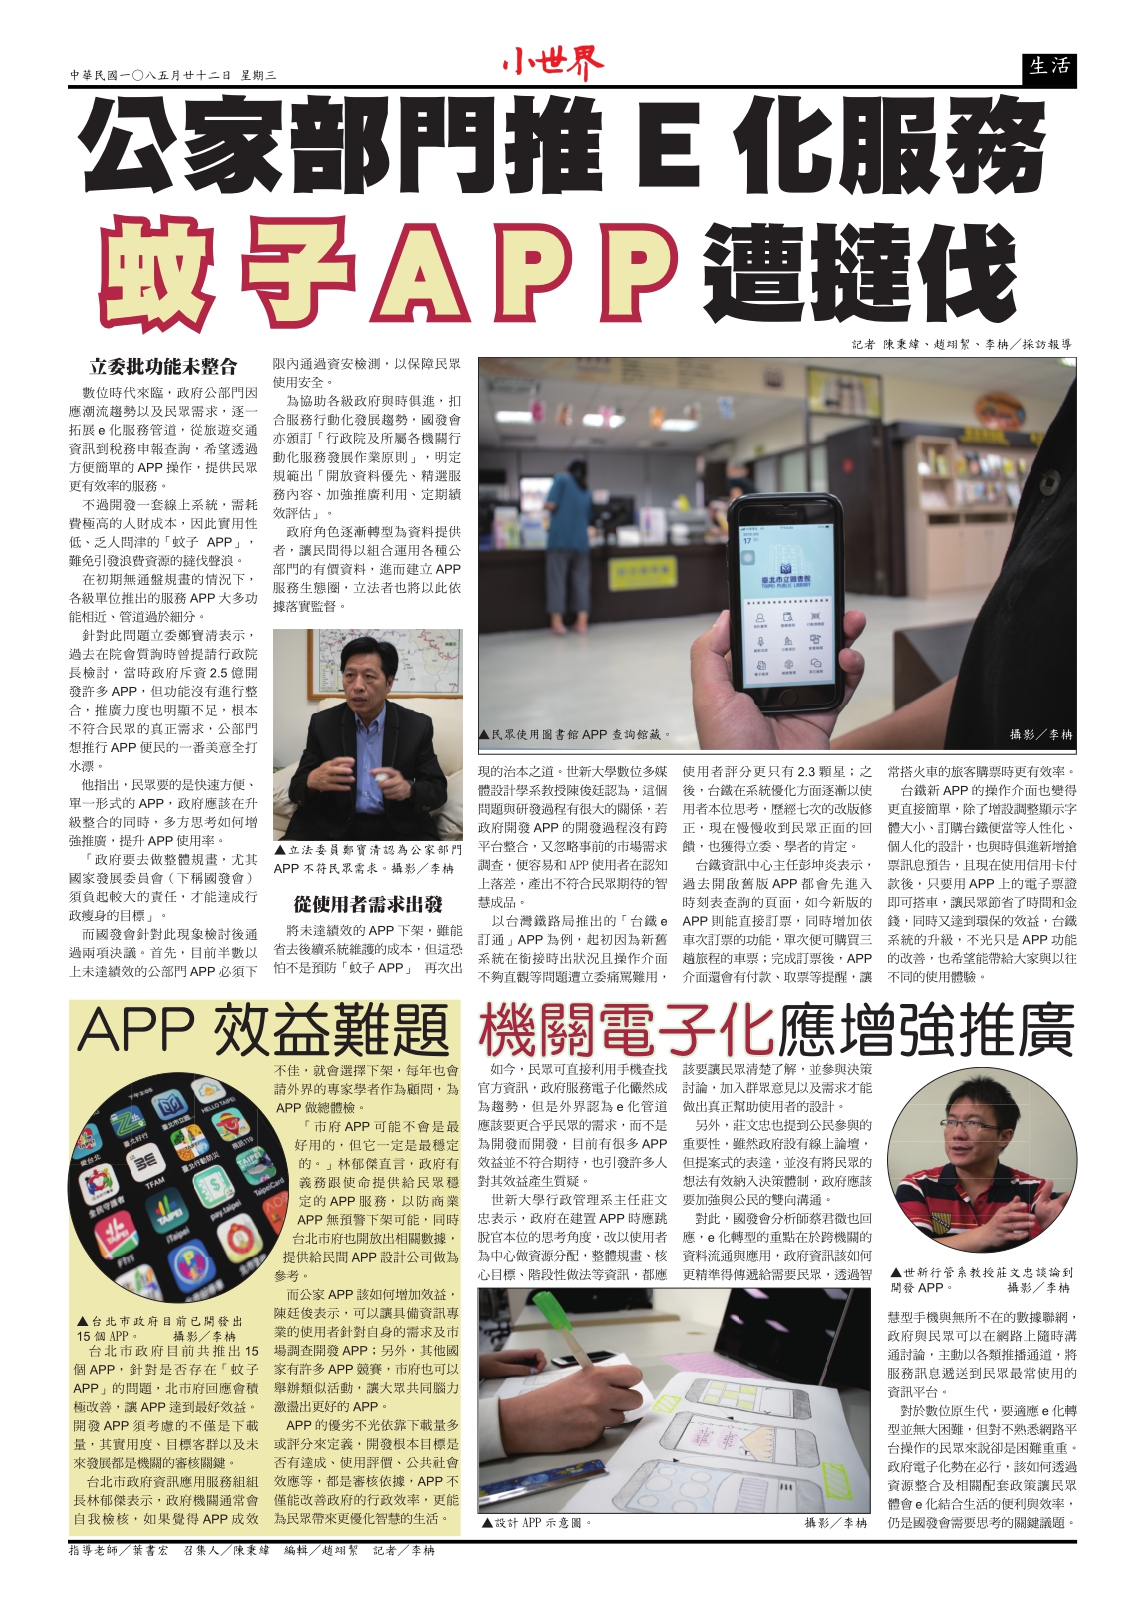 中華民國一〇八五月廿十二日 星期三
小世界
生活
公家部門推 E 化服務
蚊子APP遭撻伐
記者 陳秉緯、趙翊絜、李柟／採訪報導
立委批功能未整合
數位時代來臨，政府公部門因
應潮流趨勢以及民眾需求，逐一
拓展 e 化服務管道，從旅遊交通
資訊到稅務申報查詢，希望透過
方便簡單的 APP 操作，提供民眾
更有效率的服務。
不過開發一套線上系統，需耗
費極高的人財成本，因此實用性
低、乏人問津的「蚊子 APP」，
難免引發浪費資源的撻伐聲浪。
在初期無通盤規畫的情況下，
各級單位推出的服務 APP 大多功
能相近、管道過於細分。
針對此問題立委鄭寶清表示，
過去在院會質詢時曾提請行政院
長檢討，當時政府斥資 2.5 億開
發許多 APP，但功能沒有進行整
合，推廣力度也明顯不足，根本
不符合民眾的真正需求，公部門
想推行 APP 便民的一番美意全打
水漂。
他指出，民眾要的是快速方便、
單一形式的 APP，政府應該在升
級整合的同時，多方思考如何增
強推廣，提升 APP 使用率。
「政府要去做整體規畫，尤其
國家發展委員會（下稱國發會）
須負起較大的責任，才能達成行
政瘦身的目標」。
而國發會針對此現象檢討後通
過兩項決議。首先，目前半數以
上未達績效的公部門 APP 必須下
限內通過資安檢測，以保障民眾
使用安全。
為協助各級政府與時俱進，扣
合服務行動化發展趨勢，國發會
亦頒訂「行政院及所屬各機關行
動化服務發展作業原則」，明定
規範出「開放資料優先、精選服
務內容、加強推廣利用、定期績
效評估」。
政府角色逐漸轉型為資料提供
者，讓民間得以組合運用各種公
部門的有價資料，進而建立 APP
服務生態圈，立法者也將以此依
據落實監督。
▲立法委員鄭寶清認為公家部門
APP 不符民眾需求。攝影／李柟
從使用者需求出發
將未達績效的 APP 下架，雖能
省去後續系統維護的成本，但這恐
怕不是預防「蚊子 APP」 再次出
臺北市立圖書館
TAIPEI PUBLIC LIBRARY
▲民眾使用圖書館 APP 查詢館藏。
攝影／李柟
現的治本之道。世新大學數位多媒
體設計學系教授陳俊廷認為，這個
問題與研發過程有很大的關係，若
政府開發 APP 的開發過程沒有跨
平台整合，又忽略事前的市場需求
調查，便容易和 APP 使用者在認知
上落差，產出不符合民眾期待的智
慧成品。
以台灣鐵路局推出的「台鐵 e
訂通」APP 為例，起初因為新舊
系統在銜接時出狀況且操作介面
不夠直觀等問題遭立委痛罵難用，
使用者評分更只有 2.3 顆星；之
後，台鐵在系統優化方面逐漸以使
用者本位思考，歷經七次的改版修
正，現在慢慢收到民眾正面的回
饋，也獲得立委、學者的肯定。
台鐵資訊中心主任彭坤炎表示，
過去開啟舊版 APP 都會先進入
時刻表查詢的頁面，如今新版的
APP 則能直接訂票，同時增加依
車次訂票的功能，單次便可購買三
趟旅程的車票；完成訂票後，APP
介面還會有付款、取票等提醒，讓
常搭火車的旅客購票時更有效率。
台鐵新 APP 的操作介面也變得
更直接簡單，除了增設調整顯示字
體大小、訂購台鐵便當等人性化、
個人化的設計，也與時俱進新增搶
票訊息預告，且現在使用信用卡付
款後，只要用 APP 上的電子票證
即可搭車，讓民眾節省了時間和金
錢，同時又達到環保的效益，台鐵
系統的升級，不光只是 APP 功能
的改善，也希望能帶給大家與以往
不同的使用體驗。
APP 效益難題
HELLO TAIPEI
臺北好行
愛台北
臺北行動防災
TFAM
全民守護者
TaipeiCard
pay.taipei
▲台北市政府目前已開發出
15 個 APP。 攝影／李柟
台北市政府目前共推出 15
個 APP，針對是否存在「蚊子
APP」的問題，北市府回應會積
極改善，讓 APP 達到最好效益。
開發 APP 須考慮的不僅是下載
量，其實用度、目標客群以及未
來發展都是機關的審核關鍵。
台北市政府資訊應用服務組組
長林郁傑表示，政府機關通常會
自我檢核，如果覺得 APP 成效
不佳，就會選擇下架，每年也會
請外界的專家學者作為顧問，為
APP 做總體檢。
「市府 APP 可能不會是最
好用的，但它一定是最穩定
的。」林郁傑直言，政府有
義務跟使命提供給民眾穩
定的 APP 服務，以防商業
APP 無預警下架可能，同時
台北市府也開放出相關數據，
提供給民間 APP 設計公司做為
參考。
而公家 APP 該如何增加效益，
陳廷俊表示，可以讓具備資訊專
業的使用者針對自身的需求及市
場調查開發 APP；另外，其他國
家有許多 APP 競賽，市府也可以
舉辦類似活動，讓大眾共同腦力
激盪出更好的 APP。
APP 的優劣不光依靠下載量多
或評分來定義，開發根本目標是
否有達成、使用評價、公共社會
效應等，都是審核依據，APP 不
僅能改善政府的行政效率，更能
為民眾帶來更優化智慧的生活。
機關電子化應增強推廣
如今，民眾可直接利用手機查找
官方資訊，政府服務電子化儼然成
為趨勢，但是外界認為 e 化管道
應該要更合乎民眾的需求，而不是
為開發而開發，目前有很多 APP
效益並不符合期待，也引發許多人
對其效益產生質疑。
世新大學行政管理系主任莊文
忠表示，政府在建置 APP 時應跳
脫官本位的思考角度，改以使用者
為中心做資源分配，整體規畫、核
心目標、階段性做法等資訊，都應
該要讓民眾清楚了解，並參與決策
討論，加入群眾意見以及需求才能
做出真正幫助使用者的設計。
另外，莊文忠也提到公民參與的
重要性，雖然政府設有線上論壇，
但提案式的表達，並沒有將民眾的
想法有效納入決策體制，政府應該
要加強與公民的雙向溝通。
對此，國發會分析師蔡君微也回
應，e 化轉型的重點在於跨機關的
資料流通與應用，政府資訊該如何
更精準得傳遞給需要民眾，透過智
▲世新行管系教授莊文忠談論到
開發 APP。 攝影／李柟
慧型手機與無所不在的數據聯網，
政府與民眾可以在網路上隨時溝
通討論，主動以各類推播通道，將
服務訊息遞送到民眾最常使用的
資訊平台。
對於數位原生代，要適應 e 化轉
型並無大困難，但對不熟悉網路平
台操作的民眾來說卻是困難重重。
政府電子化勢在必行，該如何透過
資源整合及相關配套政策讓民眾
體會 e 化結合生活的便利與效率，
仍是國發會需要思考的關鍵議題。
▲設計 APP 示意圖。
攝影／李柟
指導老師／葉書宏 召集人／陳秉緯 編輯／趙翊絜 記者／李柟